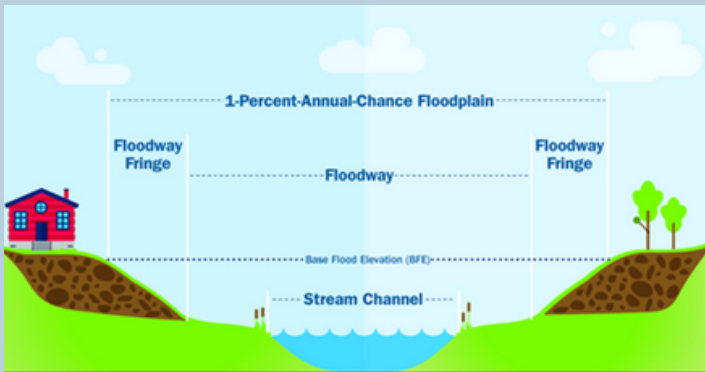 1-Percent-Annual-Chance Floodplain
Floodway
Fringe
Floodway
Fringe
Floodway
Base Flood Elevation (BFE)
Stream Channel